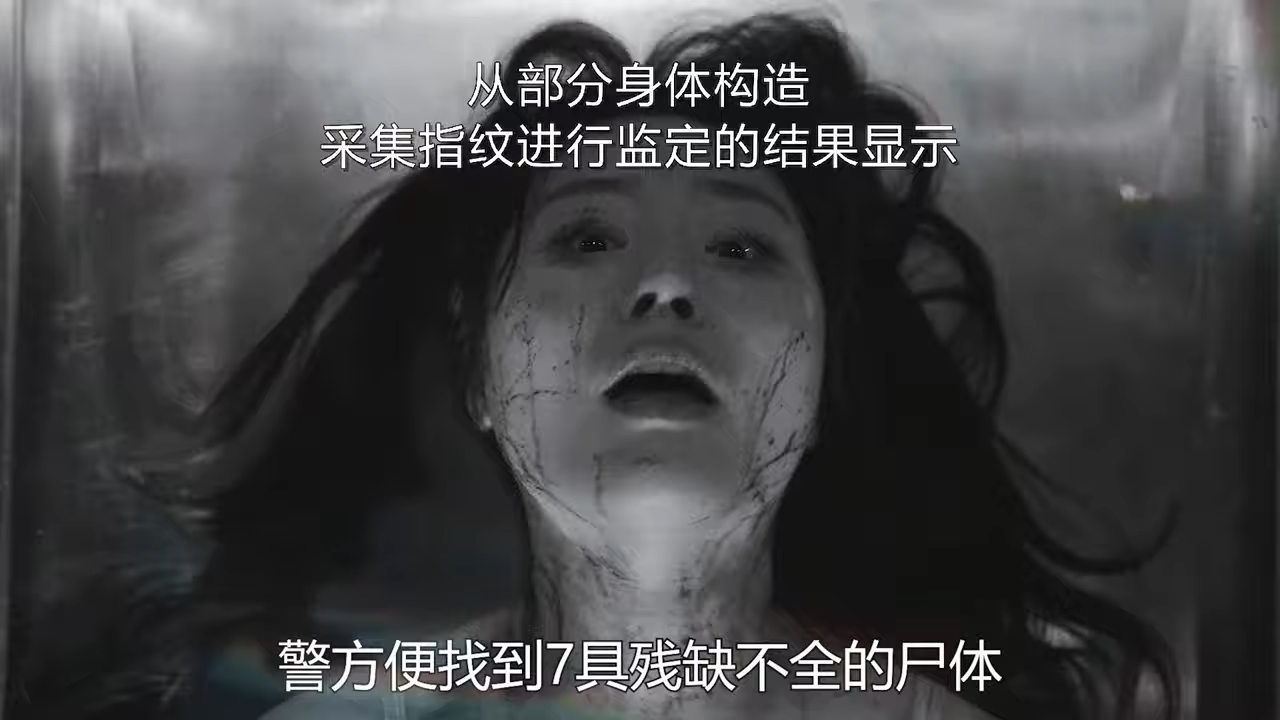 从部分身体构造
采集指纹进行监定的结果显示
警方便找到7具残缺不全的尸体